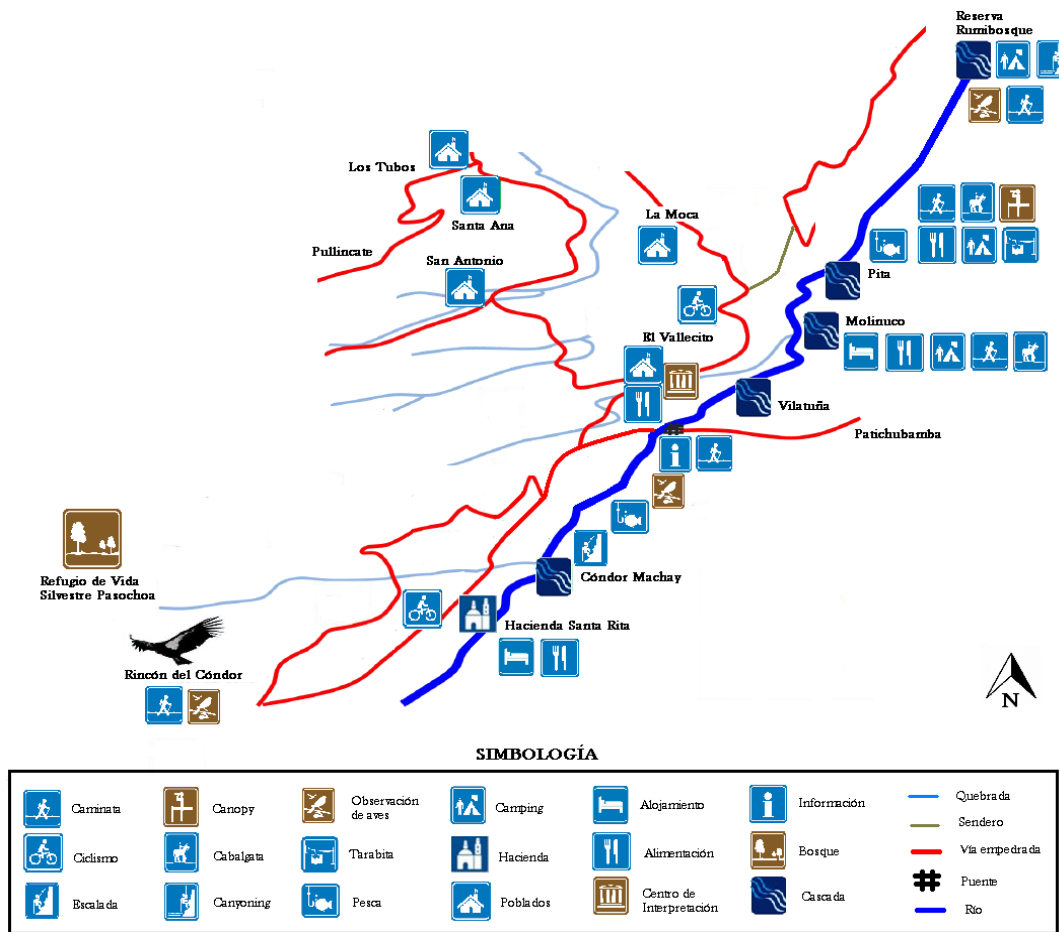 Reserva
Rumibosque
Los Tubos
Santa Ana
La Moca
Pullincate
San Antonio
Pita
Molinuco
El Vallecito
Vilatuña
Patichubamba
Refugio de Vida
Silvestre Pasochoa
Cóndor Machay
Hacienda Santa Rita
Rincón del Cóndor
N
SIMBOLOGÍA
Caminata
Canopy
Observación
de aves
Camping
Alojamiento
Información
Quebrada
Sendero
Ciclismo
Cabalgata
Tarabita
Hacienda
Alimentación
Bosque
Vía empedrada
Puente
Escalada
Canyoning
Pesca
Poblados
Centro de
Interpretación
Cascada
Río